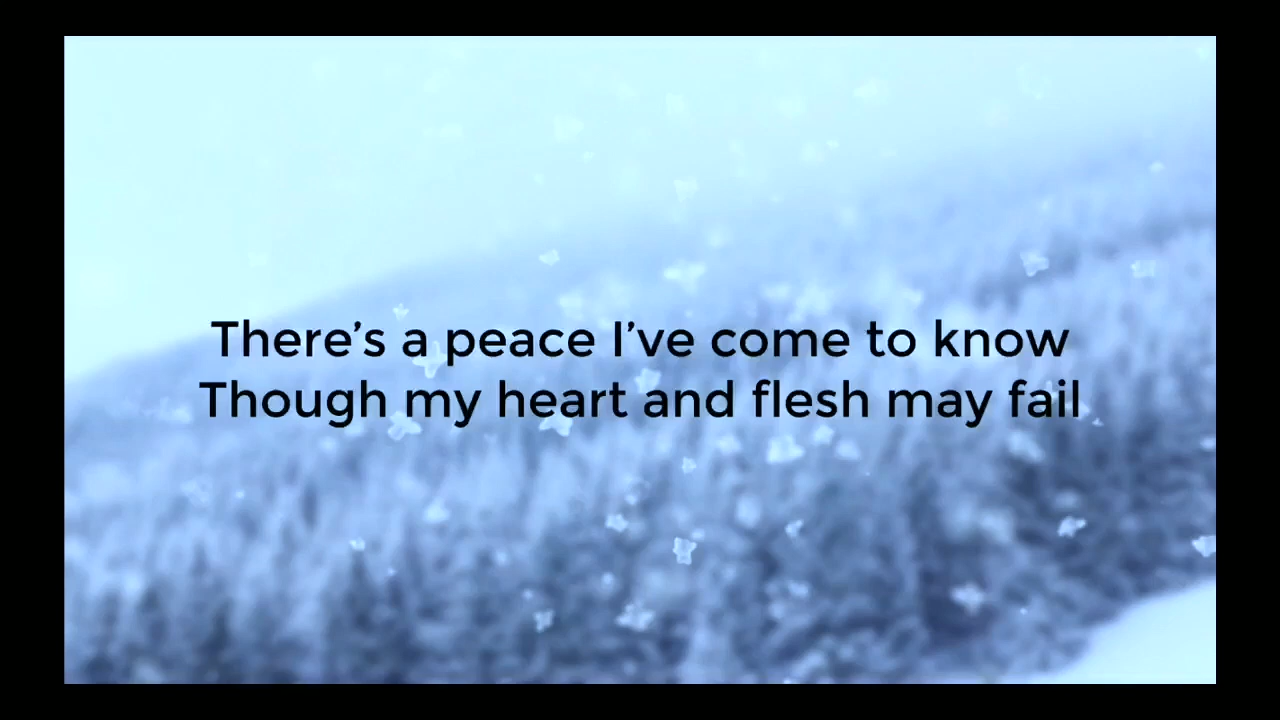 There’s a peace I’ve come to know
Though my heart and flesh may fail